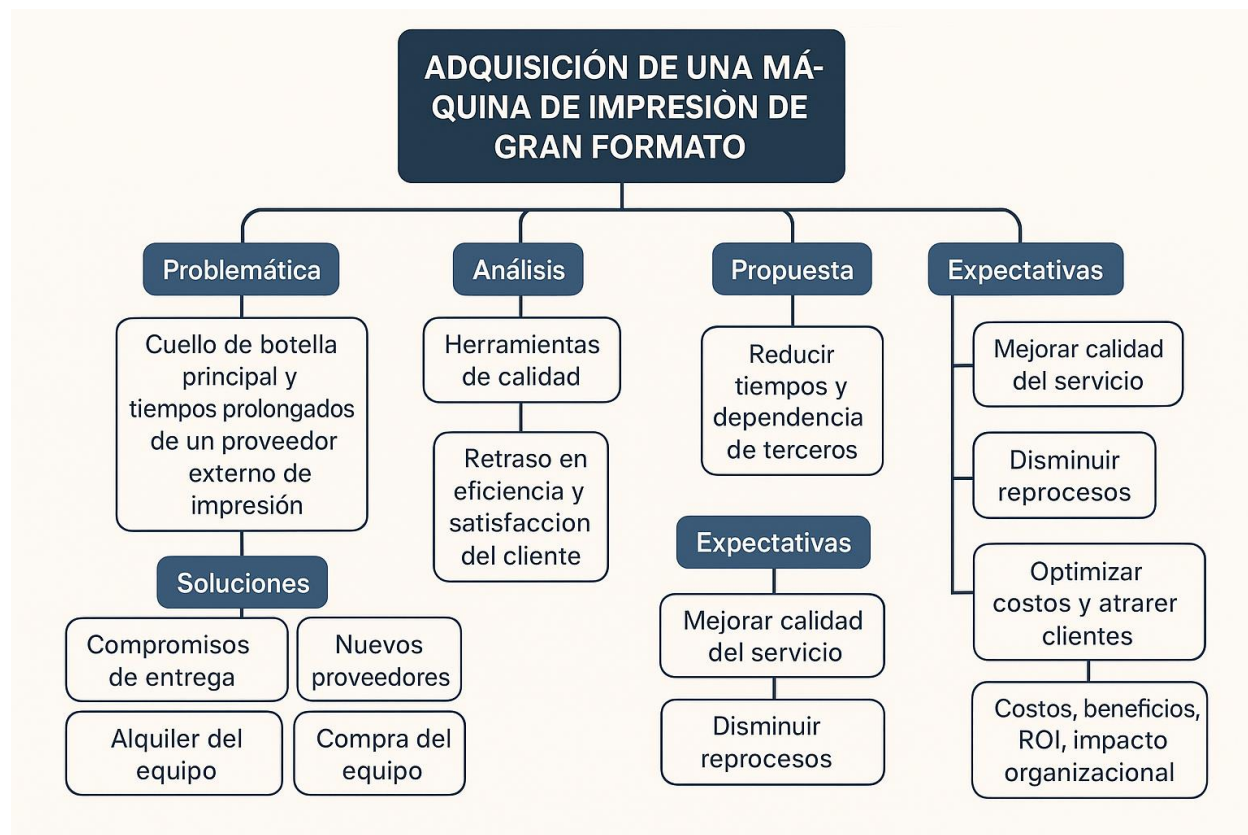 ADQUISICIÓN DE UNA MÁ-
QUINA DE IMPRESIÒN DE
GRAN FORMATO
Problemática
Cuello de botella
principal y
tiempos prolongados
de un proveedor
externo de
impresión
Soluciones
Compromisos
de entrega
Nuevos
proveedores
Alquiler del
equipo
Compra del
equipo
Análisis
Herramientas
de calidad
Retraso en
eficiencia y
satisfaccion
del cliente
Propuesta
Reducir
tiempos y
dependencia
de terceros
Expectativas
Mejorar calidad
del servicio
Disminuir
reprocesos
Expectativas
Mejorar calidad
del servicio
Disminuir
reprocesos
Optimizar
costos y atrarer
clientes
Costos, beneficios,
ROI, impacto
organizacional